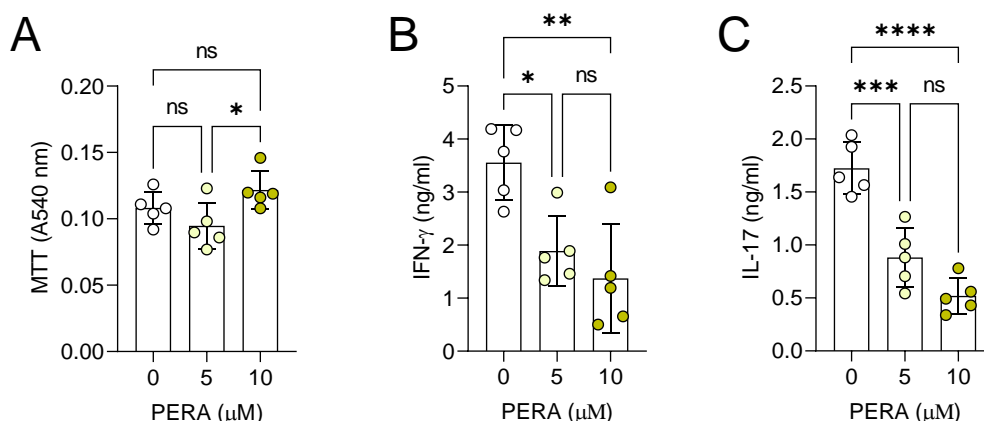 A
ns
ns
*
0.20
0.15
0.10
0.05
0.00
MTT (A540 nm)
0
5
10
PERA (μM)
B
**
*
ns
5
4
3
2
1
0
IFN-γ (ng/ml)
0
5
10
PERA (μM)
C
****
***
ns
2.5
2.0
1.5
1.0
0.5
0.0
IL-17 (ng/ml)
0
5
10
PERA (μM)